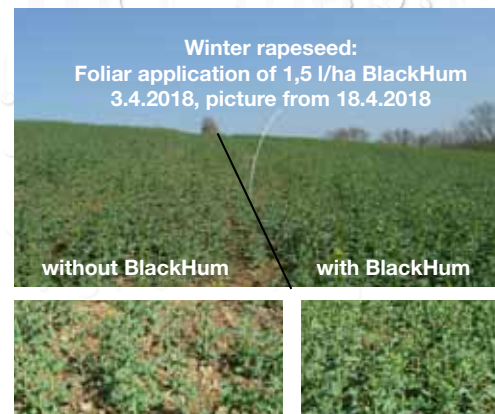 Winter rapeseed:
Foliar application of 1,5 l/ha BlackHum
3.4.2018, picture from 18.4.2018
without BlackHum
with BlackHum